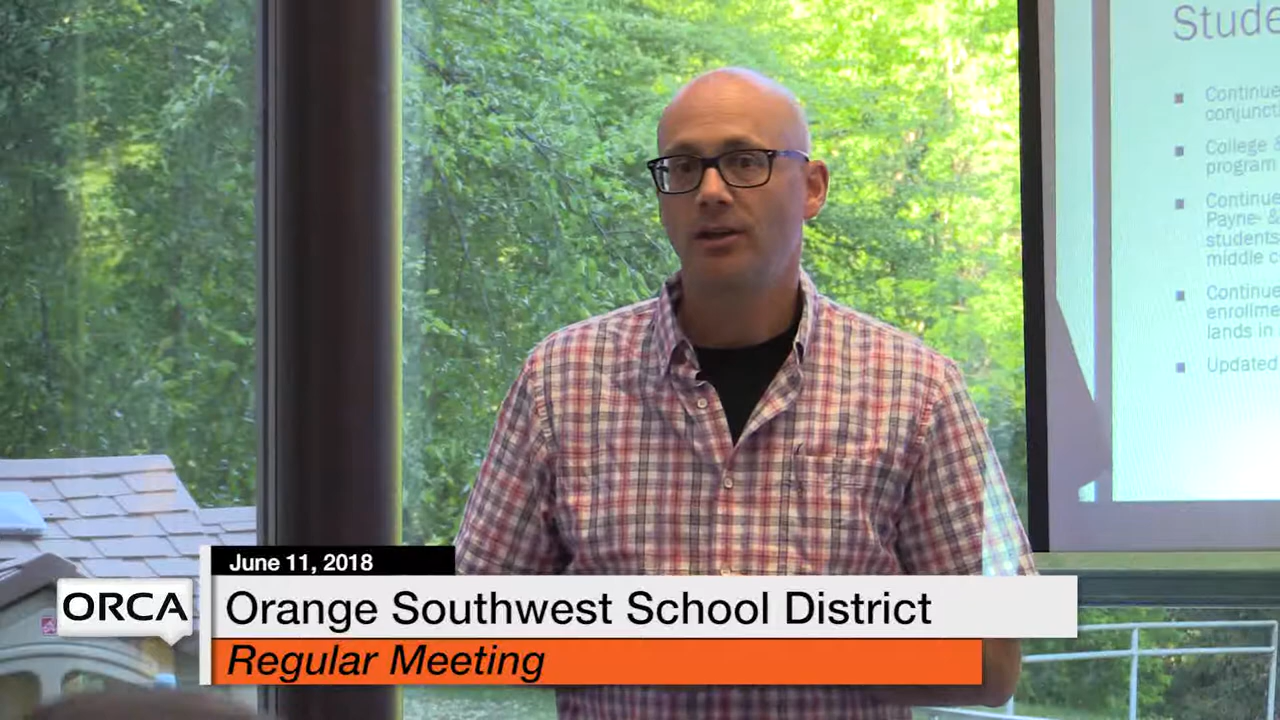 Stude
Continue
conjunct
College &
program
Continue
Payne- &
students
middle c
Continue
enrollme
lands in
Updated
June 11, 2018
ORCA
Orange Southwest School District
Regular Meeting